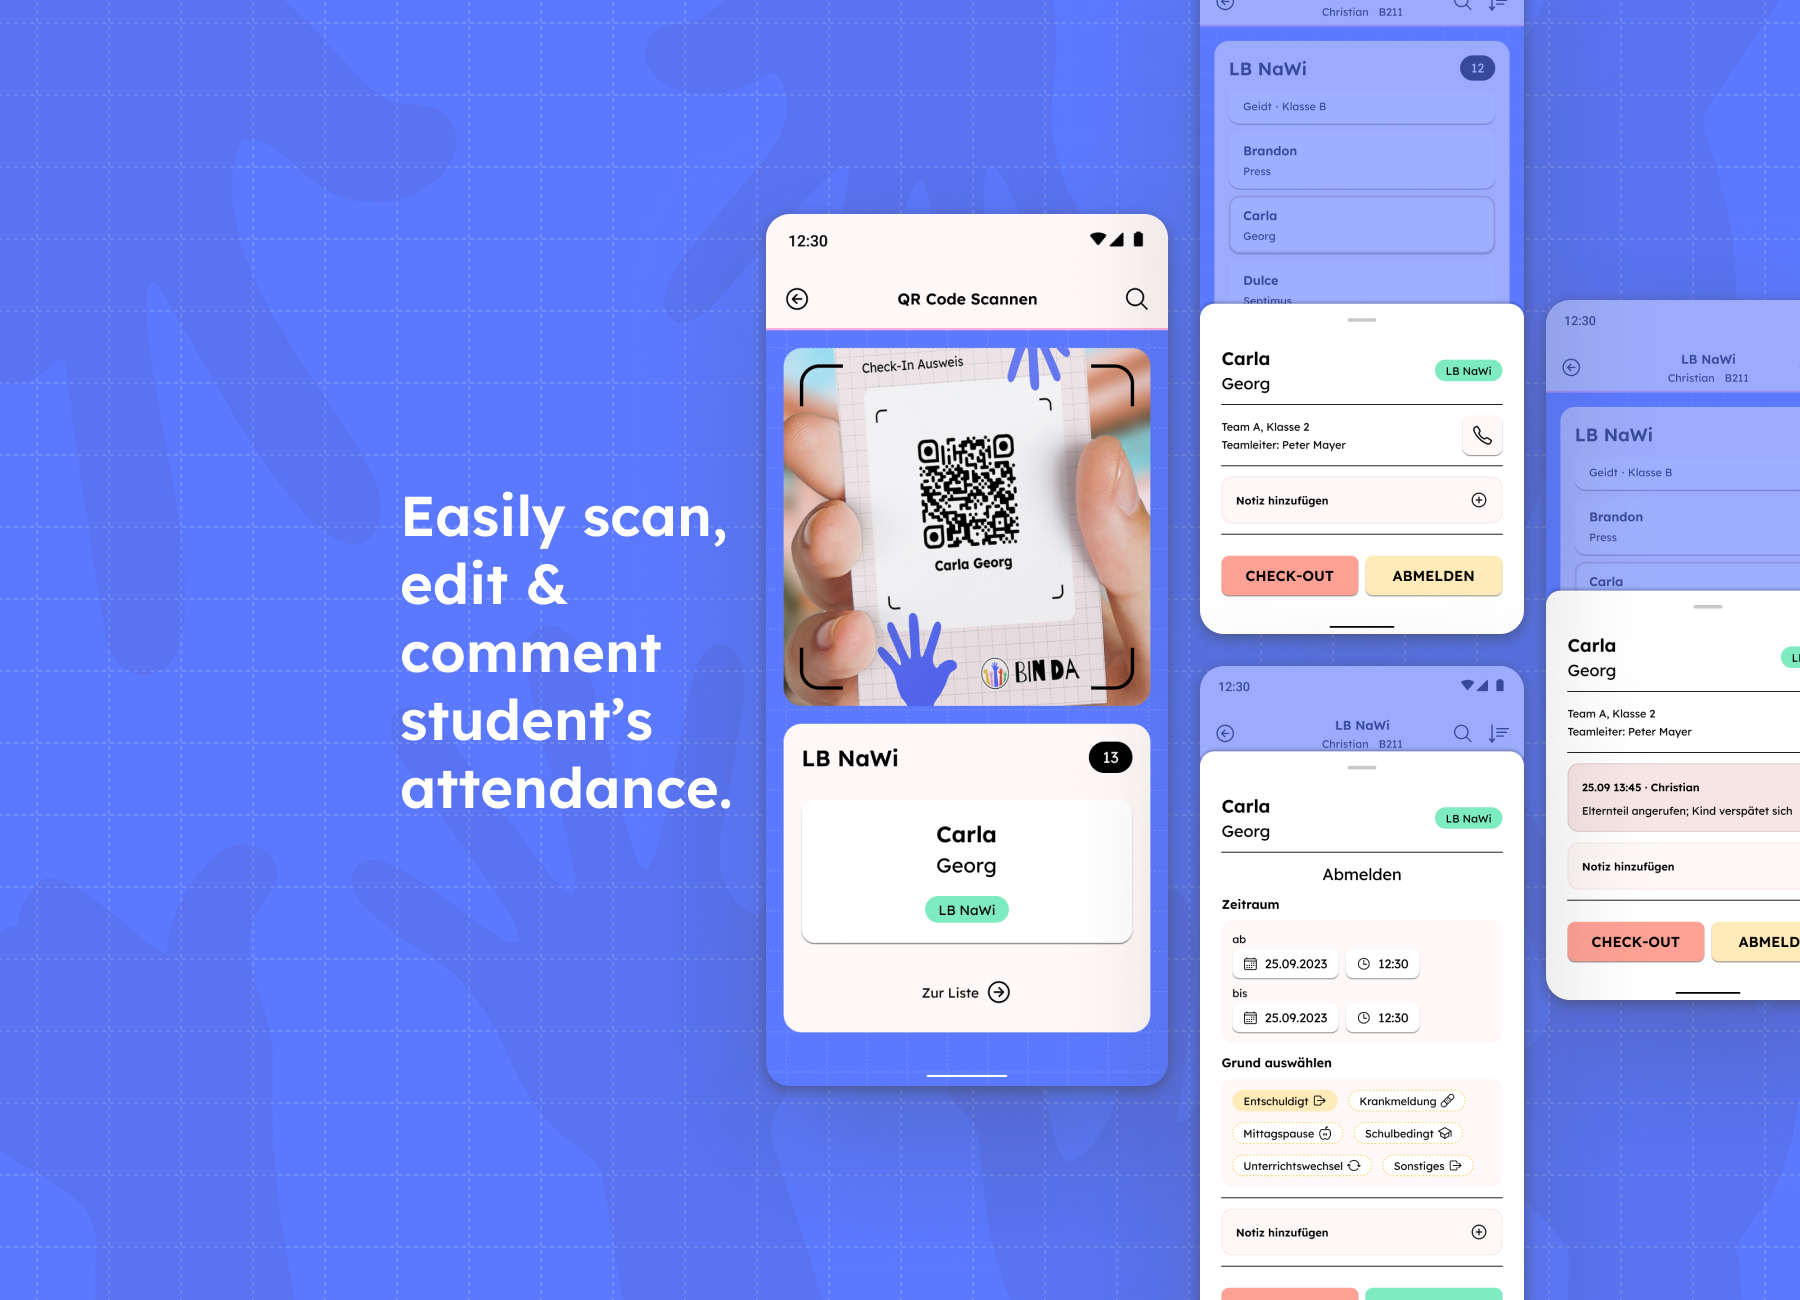 Easily scan,
edit &
comment
student’s
attendance.
12:30
QR Code Scannen
Check-In Ausweis
Carla Georg
BIN DA
LB NaWi
13
Carla
Georg
LB NaWi
Zur Liste
Christian B211
LB NaWi
12
Geidt · Klasse B
Brandon
Press
Carla
Georg
Dulce
Septimus
Carla
Georg
LB NaWi
Team A, Klasse 2
Teamleiter: Peter Mayer
Notiz hinzufügen
CHECK-OUT
ABMELDEN
12:30
LB NaWi
Christian B211
Carla
Georg
LB NaWi
Abmelden
Zeitraum
ab
25.09.2023
12:30
bis
25.09.2023
12:30
Grund auswählen
Entschuldigt
Krankmeldung
Mittagspause
Schulbedingt
Unterrichtswechsel
Sonstiges
Notiz hinzufügen
12:30
LB NaWi
Christian B211
LB NaWi
Geidt · Klasse B
Brandon
Press
Carla
Carla
Georg
Team A, Klasse 2
Teamleiter: Peter Mayer
25.09 13:45 · Christian
Elternteil angerufen; Kind verspätet sich
Notiz hinzufügen
CHECK-OUT
ABMELD